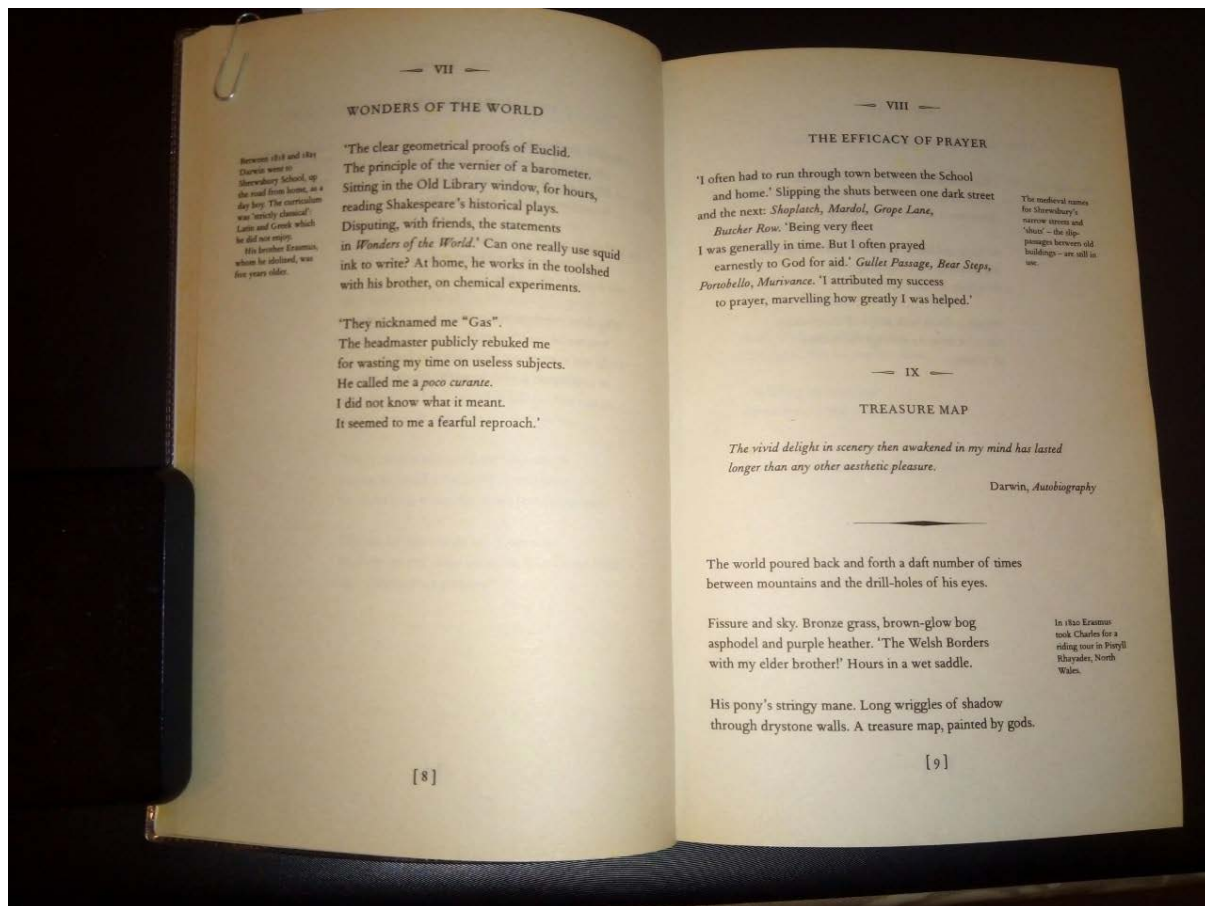 VII
WONDERS OF THE WORLD
Between 1818 and 1825
Darwin went to
Shrewsbury School, up
the road from home, as a
day boy. The curriculum
was ‘strictly classical’:
Latin and Greek which
he did not enjoy.
His brother Erasmus,
whom he idolized, was
five years older.
‘The clear geometrical proofs of Euclid.
The principle of the vernier of a barometer.
Sitting in the Old Library window, for hours,
reading Shakespeare’s historical plays.
Disputing, with friends, the statements
in Wonders of the World.’ Can one really use squid
ink to write? At home, he works in the toolshed
with his brother, on chemical experiments.
‘They nicknamed me “Gas”.
The headmaster publicly rebuked me
for wasting my time on useless subjects.
He called me a poco curante.
I did not know what it meant.
It seemed to me a fearful reproach.’
[8]
VIII
THE EFFICACY OF PRAYER
‘I often had to run through town between the School
and home.’ Slipping the shuts between one dark street
and the next: Shoplatch, Mardol, Grope Lane,
Butcher Row. ‘Being very fleet
I was generally in time. But I often prayed
earnestly to God for aid.’ Gullet Passage, Bear Steps,
Portobello, Murivance. ‘I attributed my success
to prayer, marvelling how greatly I was helped.’
The medieval names
for Shrewsbury’s
narrow streets and
‘shuts’ – the slip-
passages between old
buildings – are still in
use.
IX
TREASURE MAP
The vivid delight in scenery then awakened in my mind has lasted
longer than any other aesthetic pleasure.
Darwin, Autobiography
The world poured back and forth a daft number of times
between mountains and the drill-holes of his eyes.
Fissure and sky. Bronze grass, brown-glow bog
asphodel and purple heather. ‘The Welsh Borders
with my elder brother!’ Hours in a wet saddle.
In 1820 Erasmus
took Charles for a
riding tour in Pistyll
Rhayader, North
Wales.
His pony’s stringy mane. Long wriggles of shadow
through drystone walls. A treasure map, painted by gods.
[9]